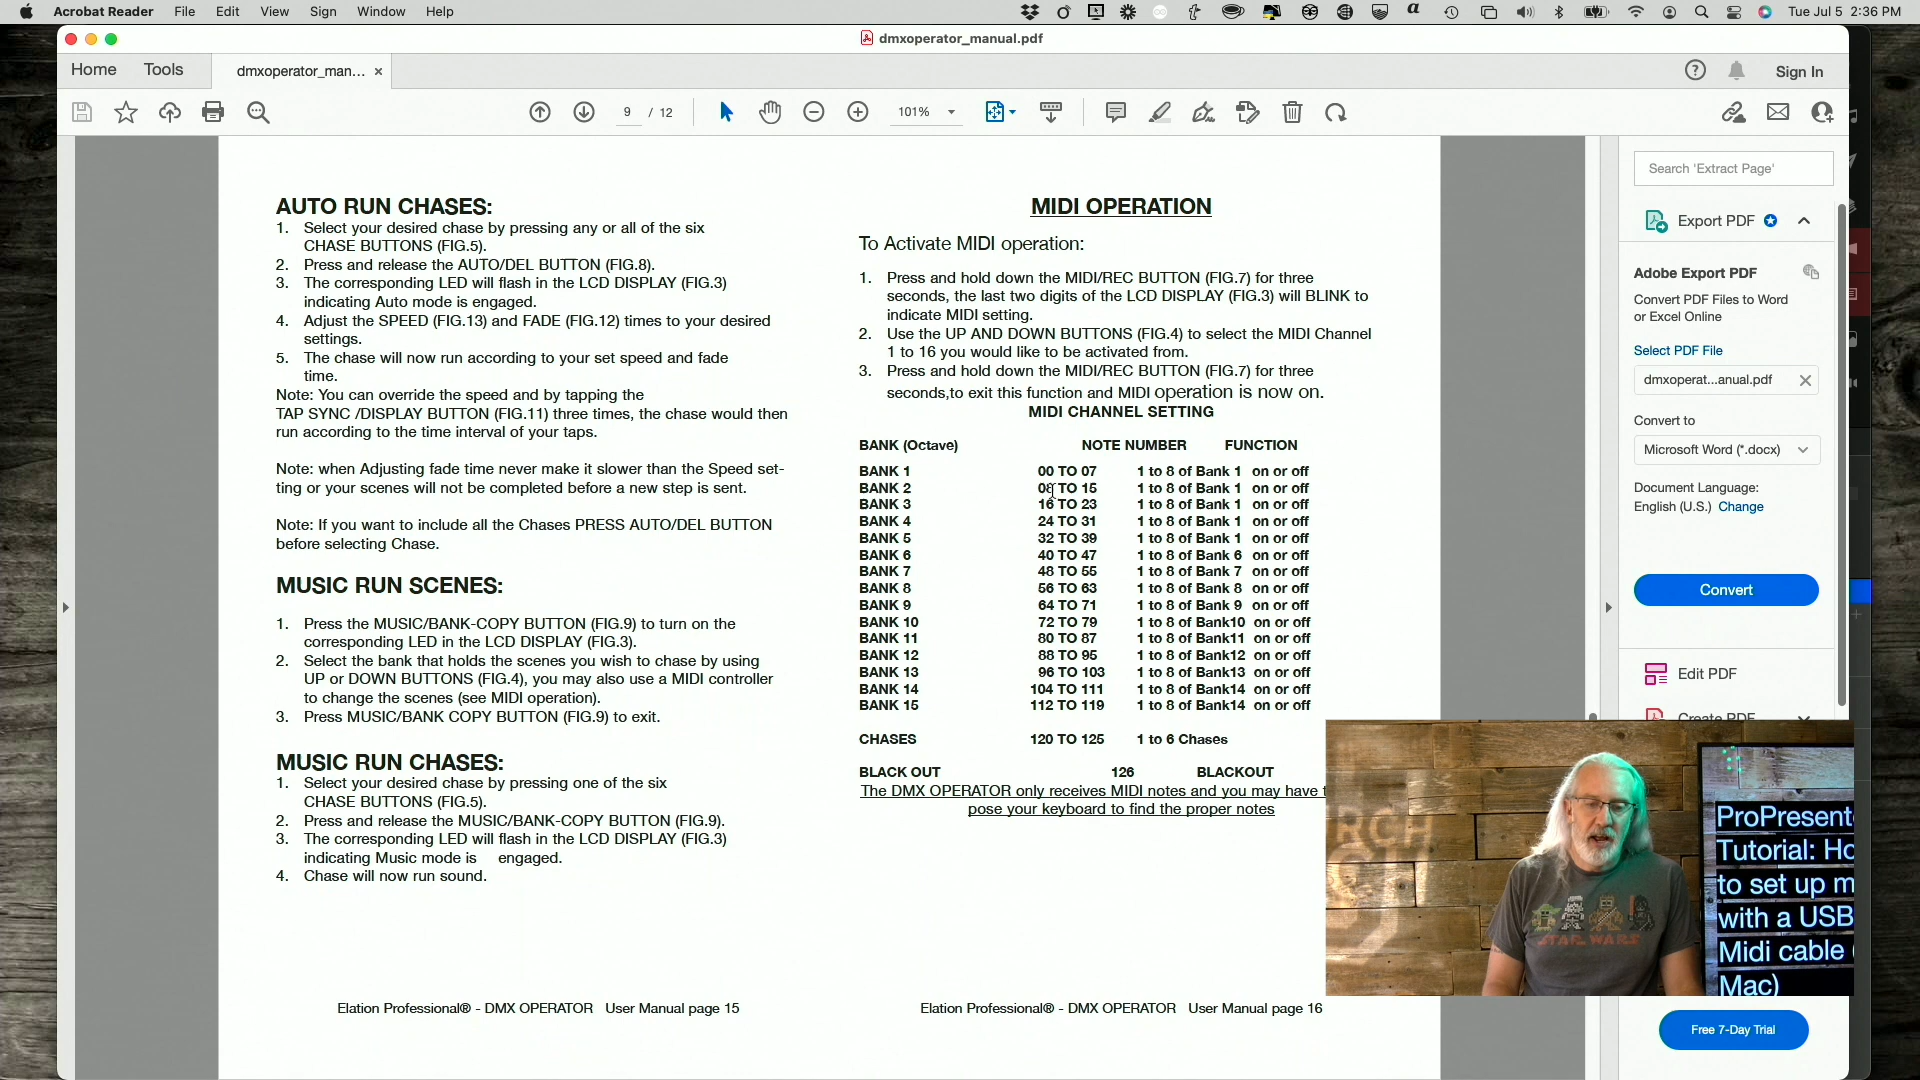 Acrobat Reader File Edit View Sign Window Help
Tue Jul 5 2:36 PM
dmxoperator_manual.pdf
Home Tools dmxoperator_man... ×
Sign In
9 / 12
101%
AUTO RUN CHASES:
1. Select your desired chase by pressing any or all of the six
CHASE BUTTONS (FIG.5).
2. Press and release the AUTO/DEL BUTTON (FIG.8).
3. The corresponding LED will flash in the LCD DISPLAY (FIG.3)
indicating Auto mode is engaged.
4. Adjust the SPEED (FIG.13) and FADE (FIG.12) times to your desired
settings.
5. The chase will now run according to your set speed and fade
time.
Note: You can override the speed and by tapping the
TAP SYNC /DISPLAY BUTTON (FIG.11) three times, the chase would then
run according to the time interval of your taps.
Note: when Adjusting fade time never make it slower than the Speed set-
ting or your scenes will not be completed before a new step is sent.
Note: If you want to include all the Chases PRESS AUTO/DEL BUTTON
before selecting Chase.
MUSIC RUN SCENES:
1. Press the MUSIC/BANK-COPY BUTTON (FIG.9) to turn on the
corresponding LED in the LCD DISPLAY (FIG.3).
2. Select the bank that holds the scenes you wish to chase by using
UP or DOWN BUTTONS (FIG.4), you may also use a MIDI controller
to change the scenes (see MIDI operation).
3. Press MUSIC/BANK COPY BUTTON (FIG.9) to exit.
MUSIC RUN CHASES:
1. Select your desired chase by pressing one of the six
CHASE BUTTONS (FIG.5).
2. Press and release the MUSIC/BANK-COPY BUTTON (FIG.9).
3. The corresponding LED will flash in the LCD DISPLAY (FIG.3)
indicating Music mode is engaged.
4. Chase will now run sound.
Elation Professional® - DMX OPERATOR User Manual page 15
MIDI OPERATION
To Activate MIDI operation:
1. Press and hold down the MIDI/REC BUTTON (FIG.7) for three
seconds, the last two digits of the LCD DISPLAY (FIG.3) will BLINK to
indicate MIDI setting.
2. Use the UP AND DOWN BUTTONS (FIG.4) to select the MIDI Channel
1 to 16 you would like to be activated from.
3. Press and hold down the MIDI/REC BUTTON (FIG.7) for three
seconds,to exit this function and MIDI operation is now on.
MIDI CHANNEL SETTING
BANK (Octave) NOTE NUMBER FUNCTION
BANK 1 00 TO 07 1 to 8 of Bank 1 on or off
BANK 2 08 TO 15 1 to 8 of Bank 1 on or off
BANK 3 16 TO 23 1 to 8 of Bank 1 on or off
BANK 4 24 TO 31 1 to 8 of Bank 1 on or off
BANK 5 32 TO 39 1 to 8 of Bank 1 on or off
BANK 6 40 TO 47 1 to 8 of Bank 6 on or off
BANK 7 48 TO 55 1 to 8 of Bank 7 on or off
BANK 8 56 TO 63 1 to 8 of Bank 8 on or off
BANK 9 64 TO 71 1 to 8 of Bank 9 on or off
BANK 10 72 TO 79 1 to 8 of Bank10 on or off
BANK 11 80 TO 87 1 to 8 of Bank11 on or off
BANK 12 88 TO 95 1 to 8 of Bank12 on or off
BANK 13 96 TO 103 1 to 8 of Bank13 on or off
BANK 14 104 TO 111 1 to 8 of Bank14 on or off
BANK 15 112 TO 119 1 to 8 of Bank14 on or off
CHASES 120 TO 125 1 to 6 Chases
BLACK OUT 126 BLACKOUT
The DMX OPERATOR only receives MIDI notes and you may have t
pose your keyboard to find the proper notes
Elation Professional® - DMX OPERATOR User Manual page 16
Search 'Extract Page'
Export PDF
Adobe Export PDF
Convert PDF Files to Word
or Excel Online
Select PDF File
dmxoperat...anual.pdf
Convert to
Microsoft Word (*.docx)
Document Language:
English (U.S.) Change
Convert
Edit PDF
Create PDF
RCH
STAR WARS
ProPresent
Tutorial: Ho
to set up m
with a USB
Midi cable (
Mac)
Free 7-Day Trial